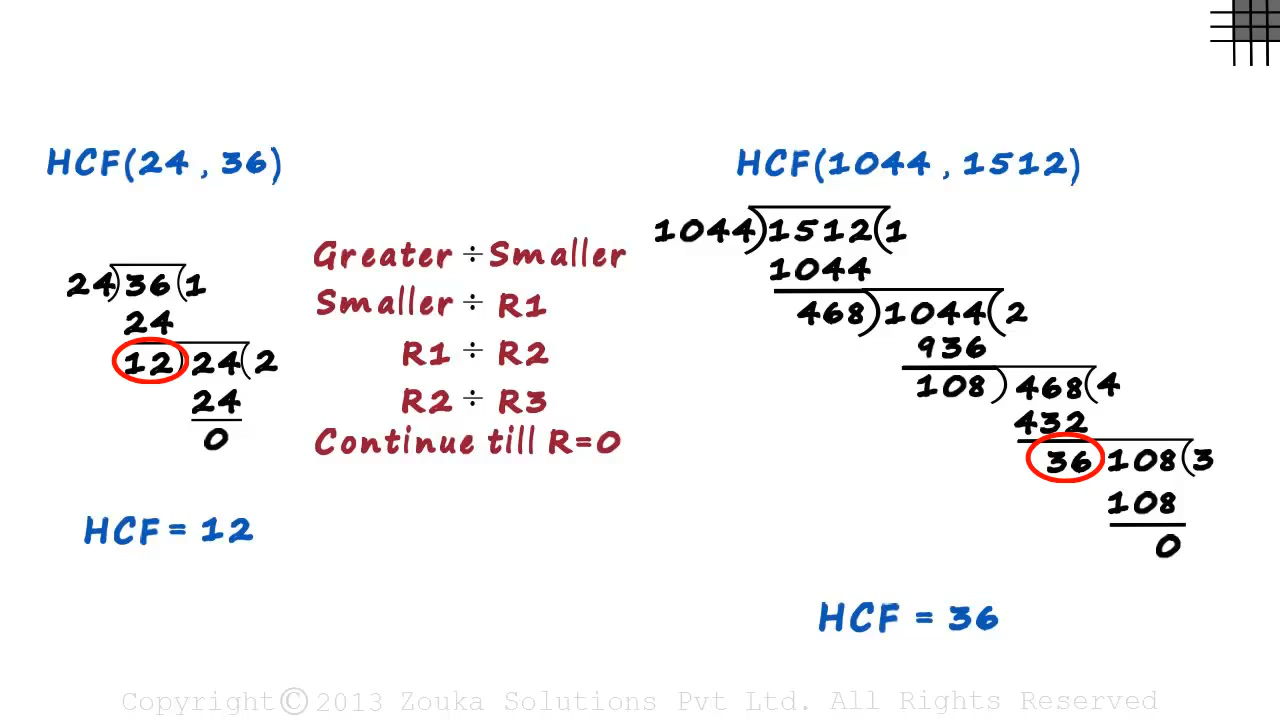 HCF(24 , 36)
24)36(1
24
12)24(2
24
0
HCF = 12
Greater ÷ Smaller
Smaller ÷ R1
R1 ÷ R2
R2 ÷ R3
Continue till R=0
HCF(1044 , 1512)
1044)1512(1
1044
468)1044(2
936
108)468(4
432
36 108(3
108
0
HCF = 36
Copyright© 2013 Zouka Solutions Pvt Ltd. All Rights Reserved